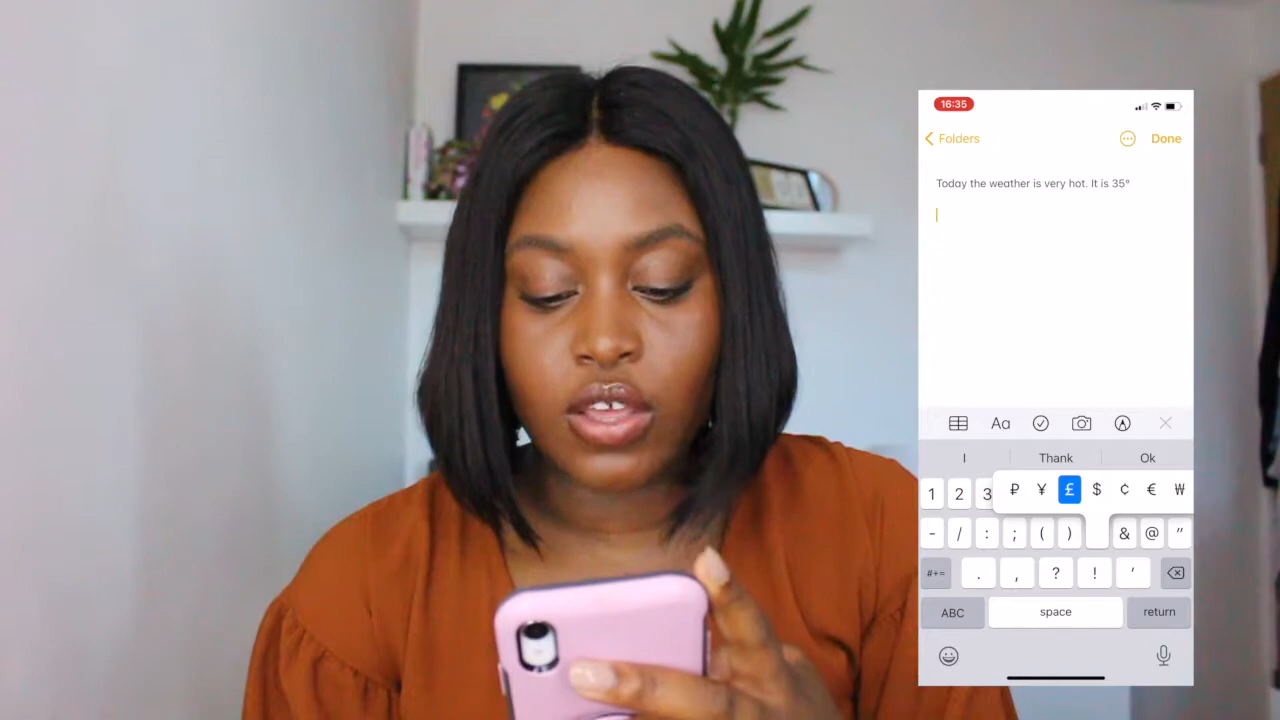 16:35
Folders
Done
Today the weather is very hot. It is 35°
Aa
I Thank Ok
₽ ¥ £ $ ¢ € ₩
1 2 3
- / : ; ( ) & @ "
#+= . , ? ! '
ABC space return